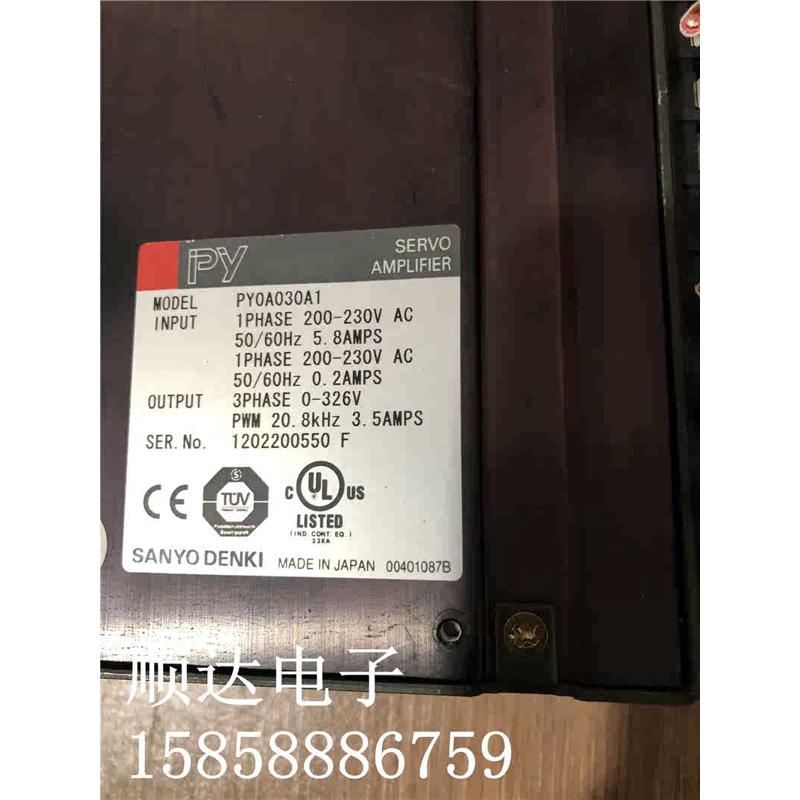 PY
SERVO
AMPLIFIER
MODEL PY0A030A1
INPUT 1PHASE 200-230V AC
50/60Hz 5.8AMPS
1PHASE 200-230V AC
50/60Hz 0.2AMPS
OUTPUT 3PHASE 0-326V
PWM 20.8kHz 3.5AMPS
SER.No. 1202200550 F
CE
TÜV
C UL US
LISTED
(IND.CONT.EQ.)
33XA
SANYO DENKI MADE IN JAPAN 00401087B
顺达电子
15858886759